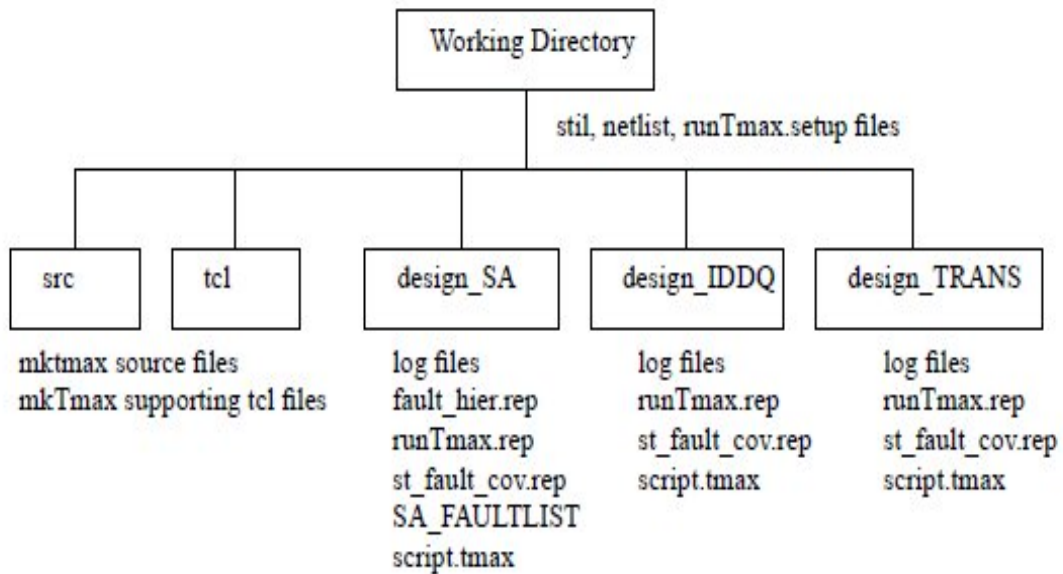 Working Directory
stil, netlist, runTmax.setup files
src
tcl
design_SA
design_IDDQ
design_TRANS
mktmax source files
mkTmax supporting tcl files
log files
fault_hier.rep
runTmax.rep
st_fault_cov.rep
SA_FAULTLIST
script.tmax
log files
runTmax.rep
st_fault_cov.rep
script.tmax
log files
runTmax.rep
st_fault_cov.rep
script.tmax